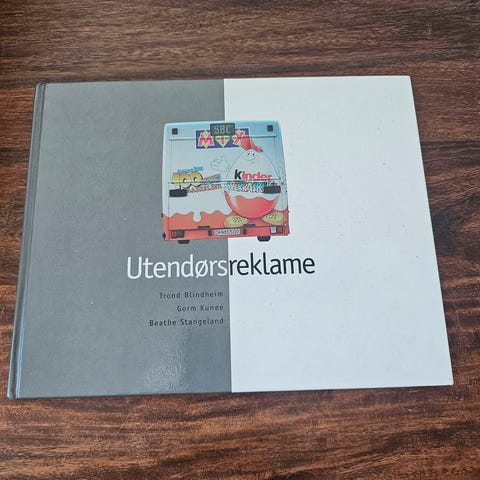 SBC
kinder
Utendørsreklame
Trond Blindheim
Gorm Kunøe
Beathe Stangeland